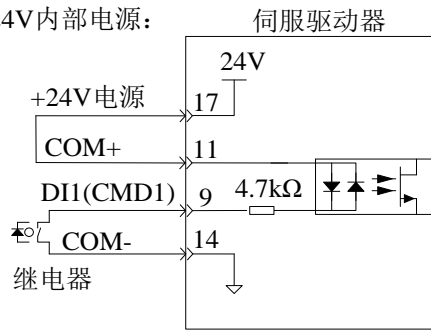 4V内部电源:
伺服驱动器
24V
+24V电源
17
COM+
11
DI1(CMD1)
9
4.7kΩ
COM-
14
继电器